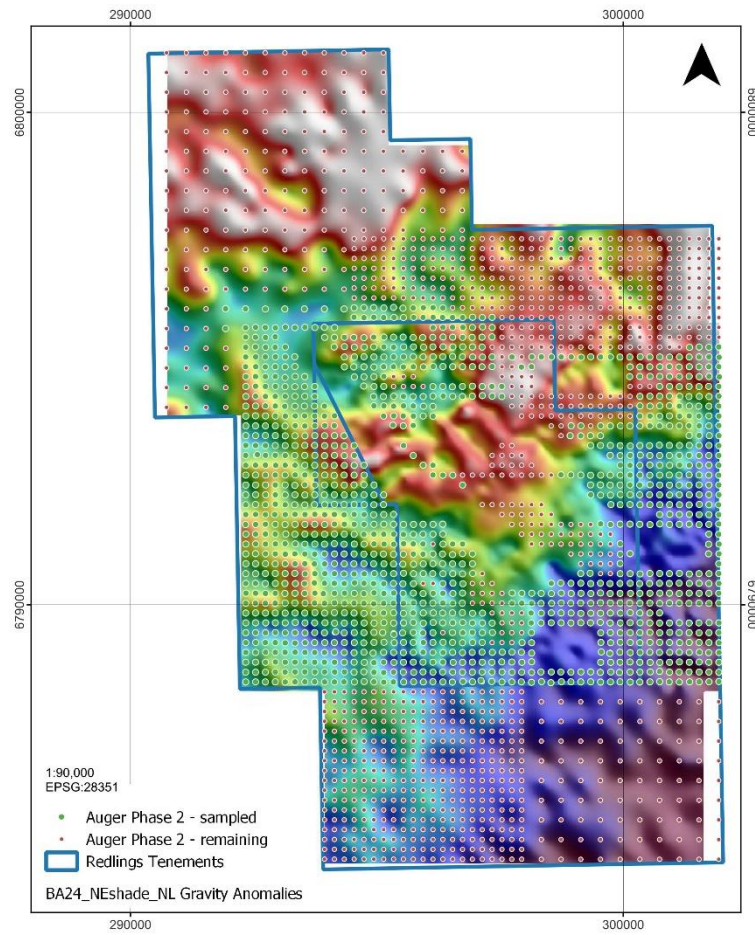 290000
300000
6800000
6800000
6790000
6790000
1:90,000
EPSG:28351
Auger Phase 2 - sampled
Auger Phase 2 - remaining
Redlings Tenements
BA24_NEshade_NL Gravity Anomalies
290000
300000